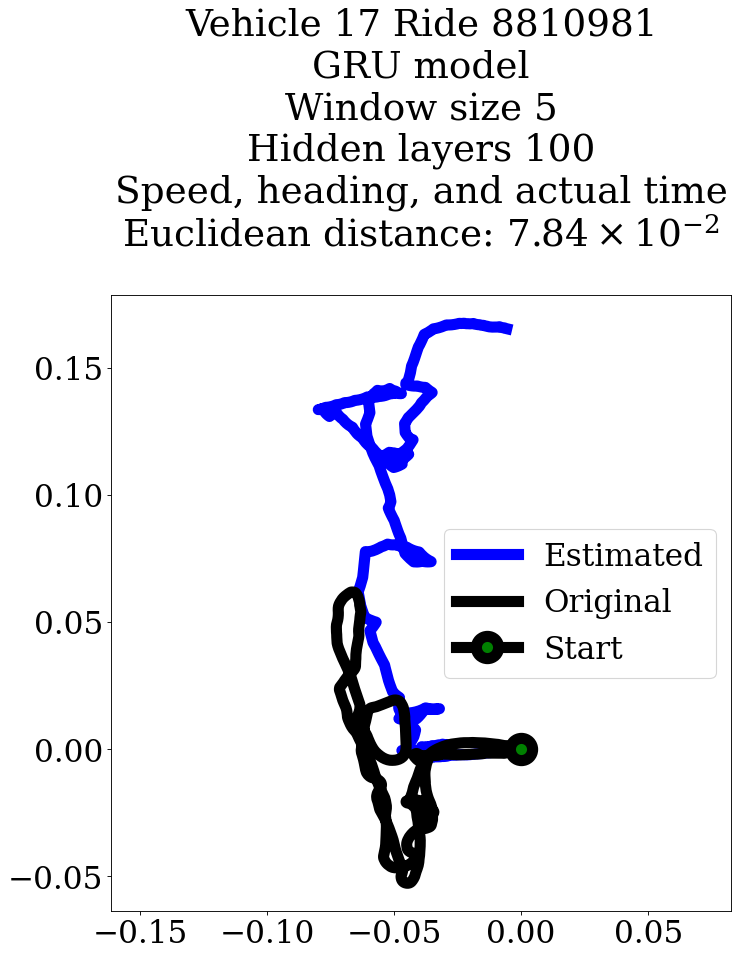 Vehicle 17 Ride 8810981
GRU model
Window size 5
Hidden layers 100
Speed, heading, and actual time
Euclidean distance: 7.84 × 10⁻²
0.15
0.10
0.05
0.00
−0.05
Estimated
Original
Start
−0.15 −0.10 −0.05 0.00 0.05